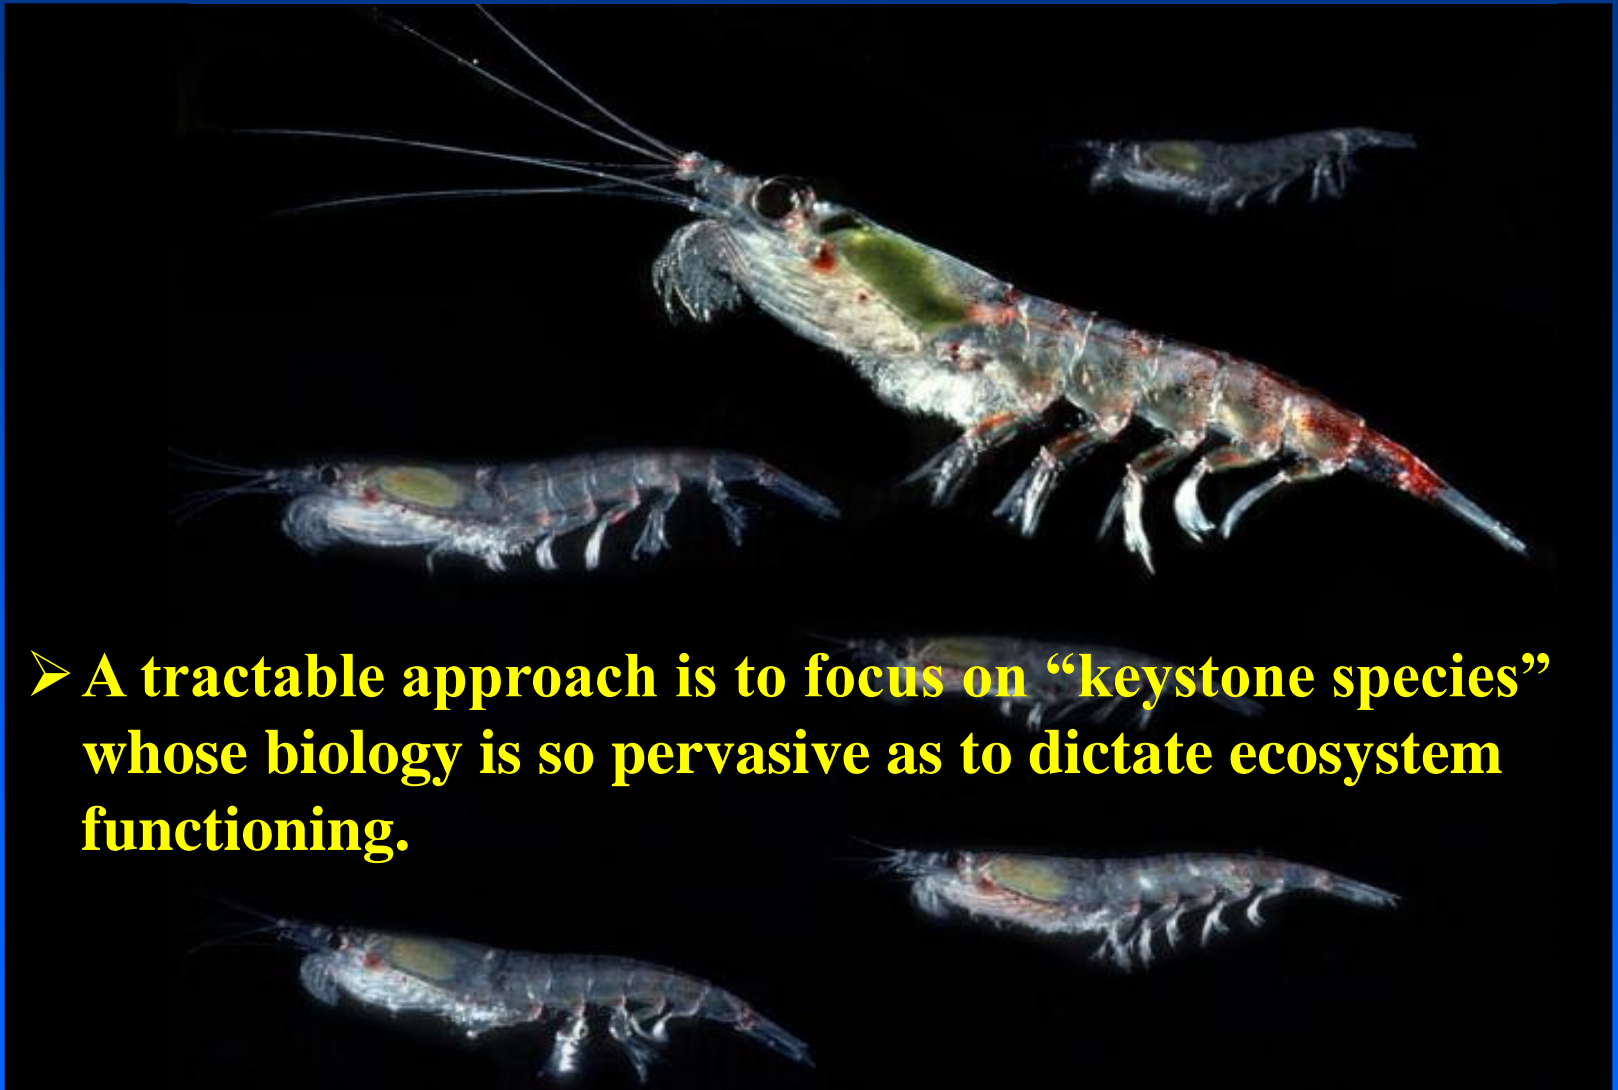 ➢ A tractable approach is to focus on “keystone species”
whose biology is so pervasive as to dictate ecosystem
functioning.